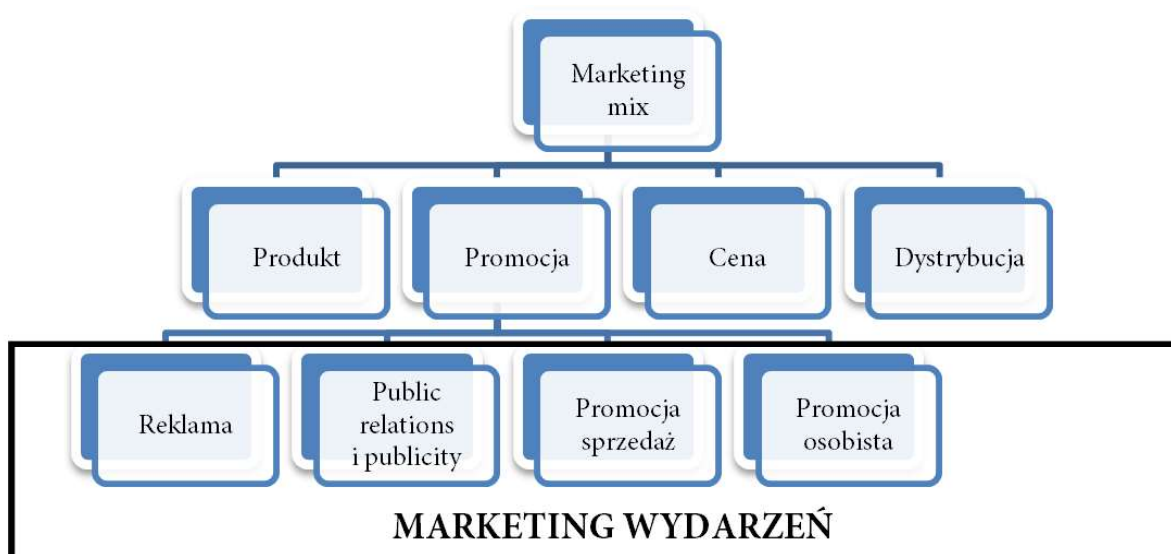 Marketing
mix
Produkt
Promocja
Cena
Dystrybucja
Reklama
Public
relations
i publicity
Promocja
sprzedaż
Promocja
osobista
MARKETING WYDARZEŃ